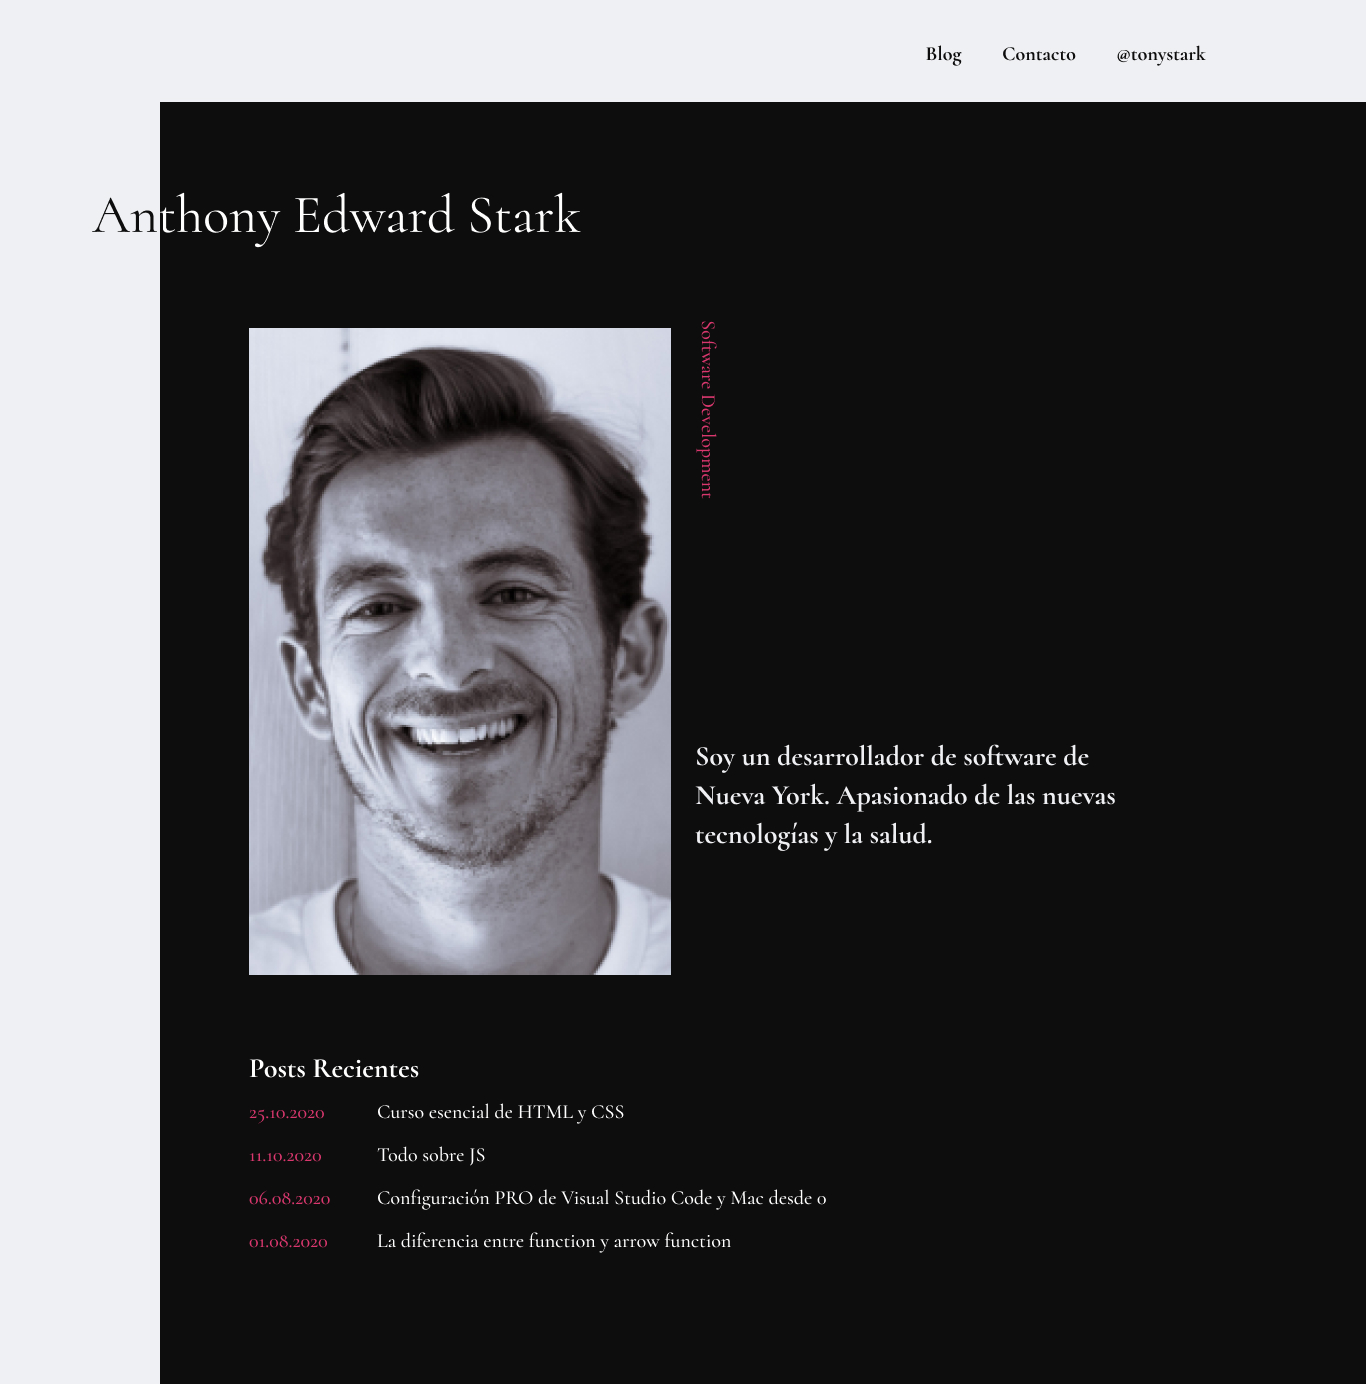 Blog Contacto @tonystark
Anthony Edward Stark
Software Development
Soy un desarrollador de software de
Nueva York. Apasionado de las nuevas
tecnologías y la salud.
Posts Recientes
25.10.2020 Curso esencial de HTML y CSS
11.10.2020 Todo sobre JS
06.08.2020 Configuración PRO de Visual Studio Code y Mac desde 0
01.08.2020 La diferencia entre function y arrow function